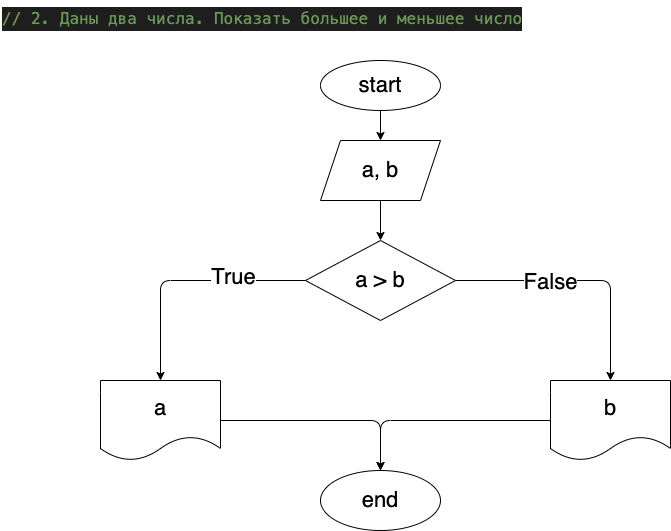 // 2. Даны два числа. Показать большее и меньшее число
start
a, b
a > b
True
False
a
b
end